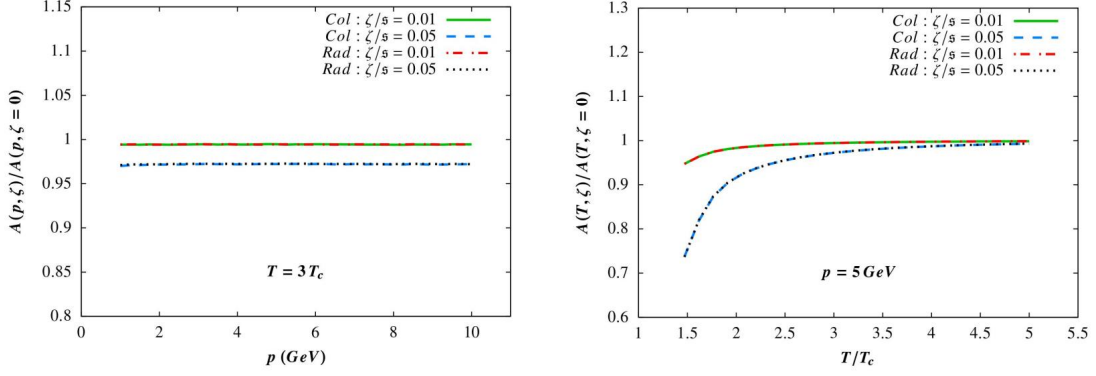 A(p, ζ)/A(p, ζ = 0)
1.15
1.1
1.05
1
0.95
0.9
0.85
0.8
Col : ζ/𝔰 = 0.01
Col : ζ/𝔰 = 0.05
Rad : ζ/𝔰 = 0.01
Rad : ζ/𝔰 = 0.05
T = 3 T_c
0 2 4 6 8 10
p (GeV)
A(T, ζ)/A(T, ζ = 0)
1.3
1.2
1.1
1
0.9
0.8
0.7
0.6
Col : ζ/𝔰 = 0.01
Col : ζ/𝔰 = 0.05
Rad : ζ/𝔰 = 0.01
Rad : ζ/𝔰 = 0.05
p = 5 GeV
1 1.5 2 2.5 3 3.5 4 4.5 5 5.5
T/T_c